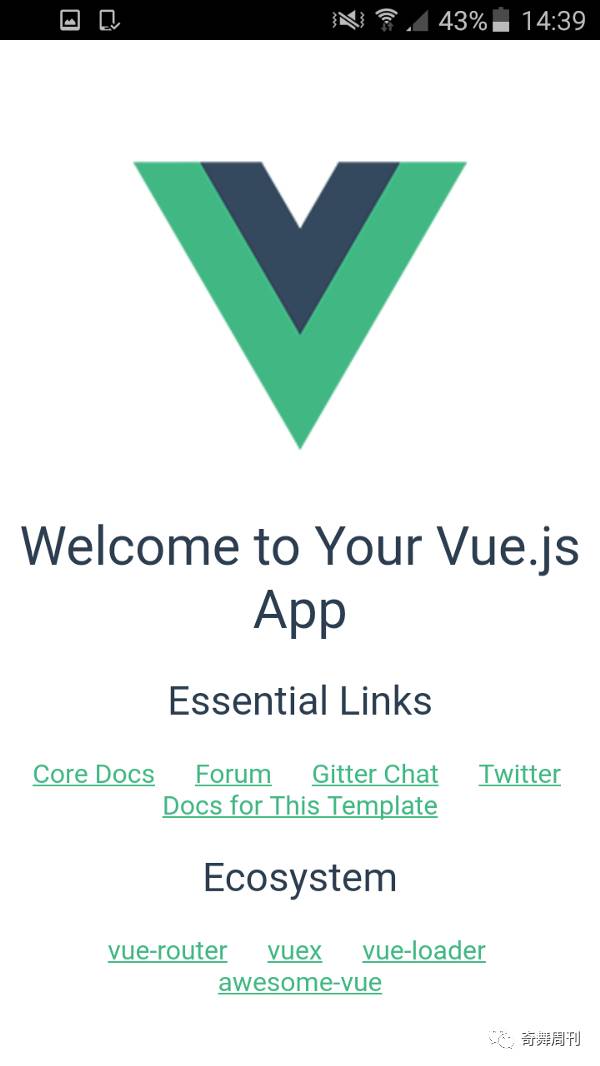 43% 14:39
Welcome to Your Vue.js
App
Essential Links
Core Docs Forum Gitter Chat Twitter
Docs for This Template
Ecosystem
vue-router vuex vue-loader
awesome-vue
奇舞周刊